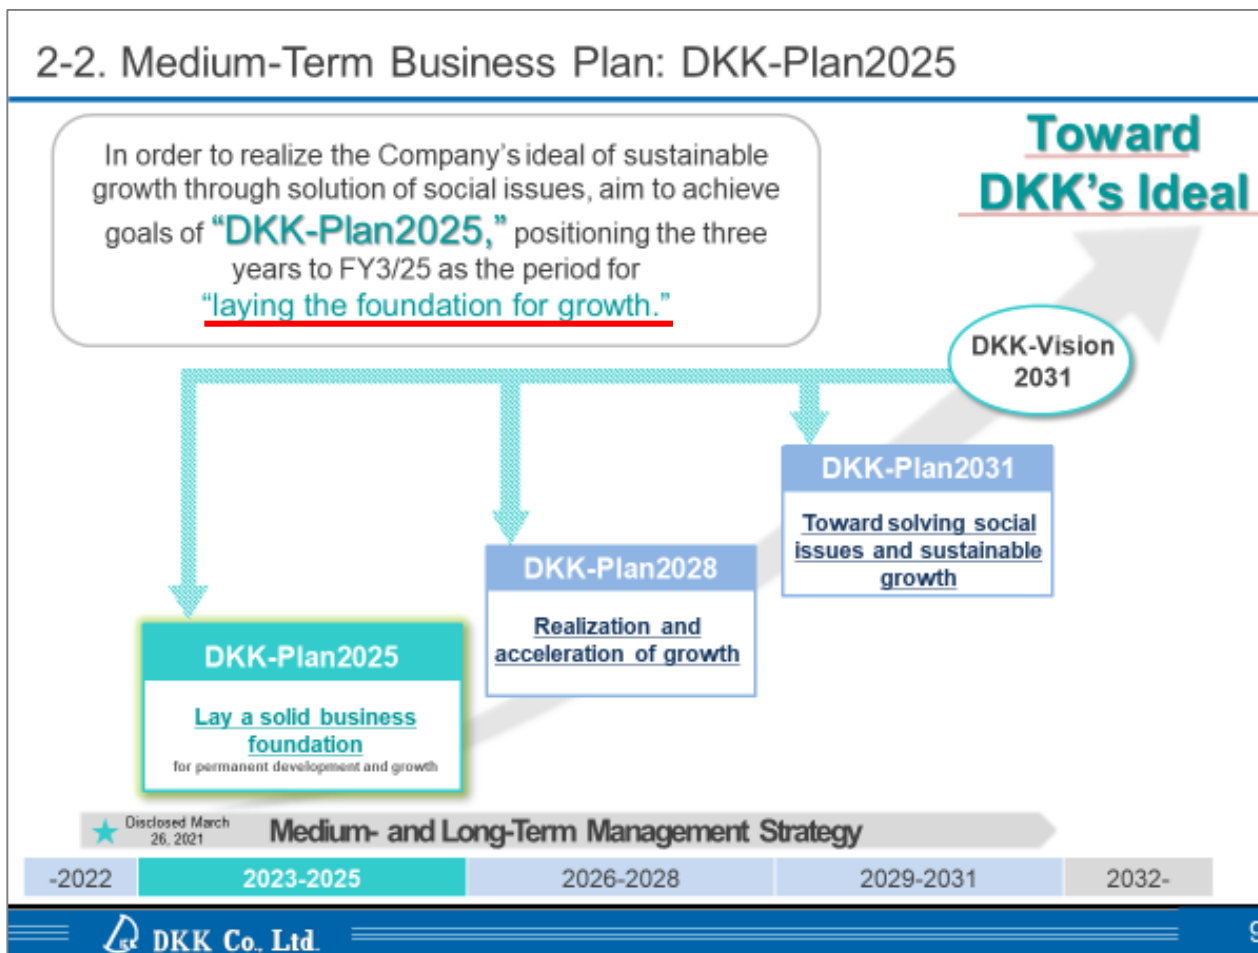 2-2. Medium-Term Business Plan: DKK-Plan2025
In order to realize the Company's ideal of sustainable
growth through solution of social issues, aim to achieve
goals of "DKK-Plan2025," positioning the three
years to FY3/25 as the period for
"laying the foundation for growth."
Toward
DKK's Ideal
DKK-Vision
2031
DKK-Plan2031
Toward solving social
issues and sustainable
growth
DKK-Plan2028
Realization and
acceleration of growth
DKK-Plan2025
Lay a solid business
foundation
for permanent development and growth
Disclosed March
26, 2021
Medium- and Long-Term Management Strategy
-2022
2023-2025
2026-2028
2029-2031
2032-
DKK Co., Ltd.
9